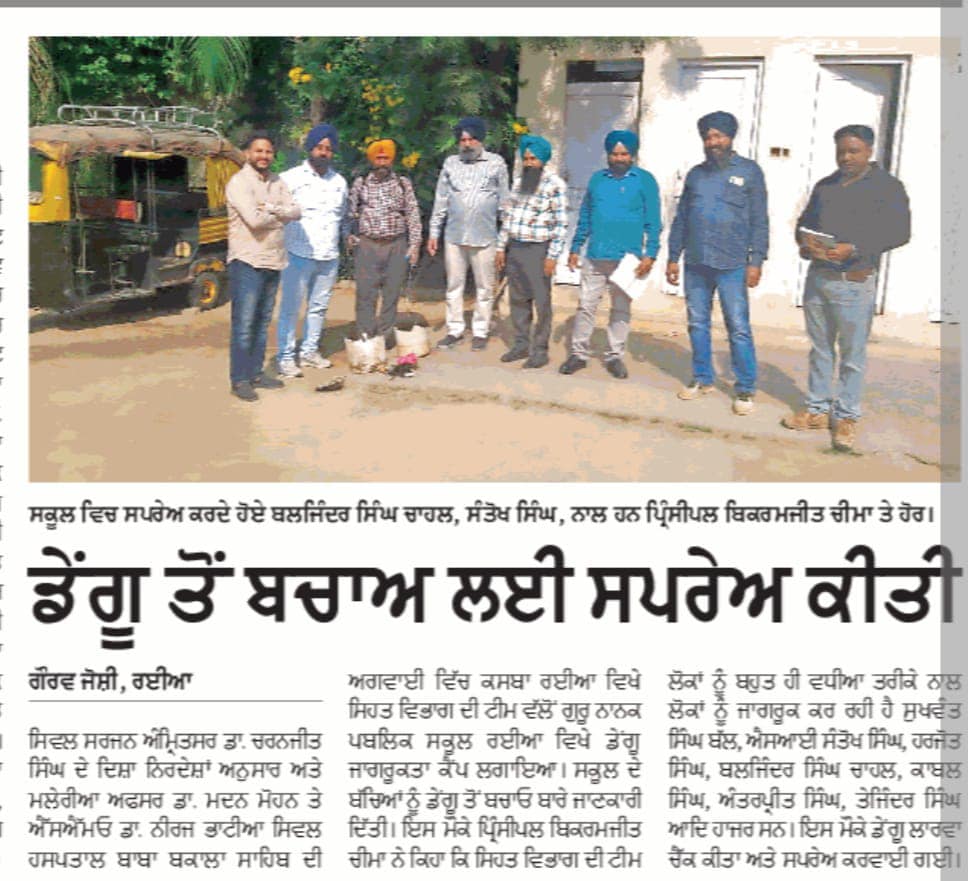 ਸਕੂਲ ਵਿਚ ਸਪਰੇਅ ਕਰਦੇ ਹੋਏ ਬਲਜਿੰਦਰ ਸਿੰਘ ਚਾਹਲ, ਸੰਤੋਖ ਸਿੰਘ, ਨਾਲ ਹਨ ਪ੍ਰਿੰਸੀਪਲ ਬਿਕਰਮਜੀਤ ਚੀਮਾ ਤੇ ਹੋਰ।
ਡੇਂਗੂ ਤੋਂ ਬਚਾਅ ਲਈ ਸਪਰੇਅ ਕੀਤੀ
ਗੌਰਵ ਜੋਸ਼ੀ, ਰਈਆ
ਸਿਵਲ ਸਰਜਨ ਅੰਮ੍ਰਿਤਸਰ ਡਾ. ਚਰਨਜੀਤ
ਸਿੰਘ ਦੇ ਦਿਸ਼ਾ ਨਿਰਦੇਸ਼ਾਂ ਅਨੁਸਾਰ ਅਤੇ
ਮਲੇਰੀਆ ਅਫਸਰ ਡਾ. ਮਦਨ ਮੋਹਨ ਤੇ
ਐੱਸਐੱਮਓ ਡਾ. ਨੀਰਜ ਭਾਟੀਆ ਸਿਵਲ
ਹਸਪਤਾਲ ਬਾਬਾ ਬਕਾਲਾ ਸਾਹਿਬ ਦੀ
ਅਗਵਾਈ ਵਿੱਚ ਕਸਬਾ ਰਈਆ ਵਿਖੇ
ਸਿਹਤ ਵਿਭਾਗ ਦੀ ਟੀਮ ਵੱਲੋਂ ਗੁਰੂ ਨਾਨਕ
ਪਬਲਿਕ ਸਕੂਲ ਰਈਆ ਵਿਖੇ ਡੇਂਗੂ
ਜਾਗਰੂਕਤਾ ਕੈਂਪ ਲਗਾਇਆ। ਸਕੂਲ ਦੇ
ਬੱਚਿਆਂ ਨੂੰ ਡੇਂਗੂ ਤੋਂ ਬਚਾਓ ਬਾਰੇ ਜਾਣਕਾਰੀ
ਦਿੱਤੀ। ਇਸ ਮੌਕੇ ਪ੍ਰਿੰਸੀਪਲ ਬਿਕਰਮਜੀਤ
ਚੀਮਾ ਨੇ ਕਿਹਾ ਕਿ ਸਿਹਤ ਵਿਭਾਗ ਦੀ ਟੀਮ
ਲੋਕਾਂ ਨੂੰ ਬਹੁਤ ਹੀ ਵਧੀਆ ਤਰੀਕੇ ਨਾਲ
ਲੋਕਾਂ ਨੂੰ ਜਾਗਰੂਕ ਕਰ ਰਹੀ ਹੈ ਸੁਖਵੰਤ
ਸਿੰਘ ਬੱਲ, ਐਸਆਈ ਸੰਤੋਖ ਸਿੰਘ, ਹਰਜੋਤ
ਸਿੰਘ, ਬਲਜਿੰਦਰ ਸਿੰਘ ਚਾਹਲ, ਕਾਬਲ
ਸਿੰਘ, ਅੰਤਰਪ੍ਰੀਤ ਸਿੰਘ, ਤੇਜਿੰਦਰ ਸਿੰਘ
ਆਦਿ ਹਾਜਰ ਸਨ। ਇਸ ਮੌਕੇ ਡੇਂਗੂ ਲਾਰਵਾ
ਚੈੱਕ ਕੀਤਾ ਅਤੇ ਸਪਰੇਅ ਕਰਵਾਈ ਗਈ।